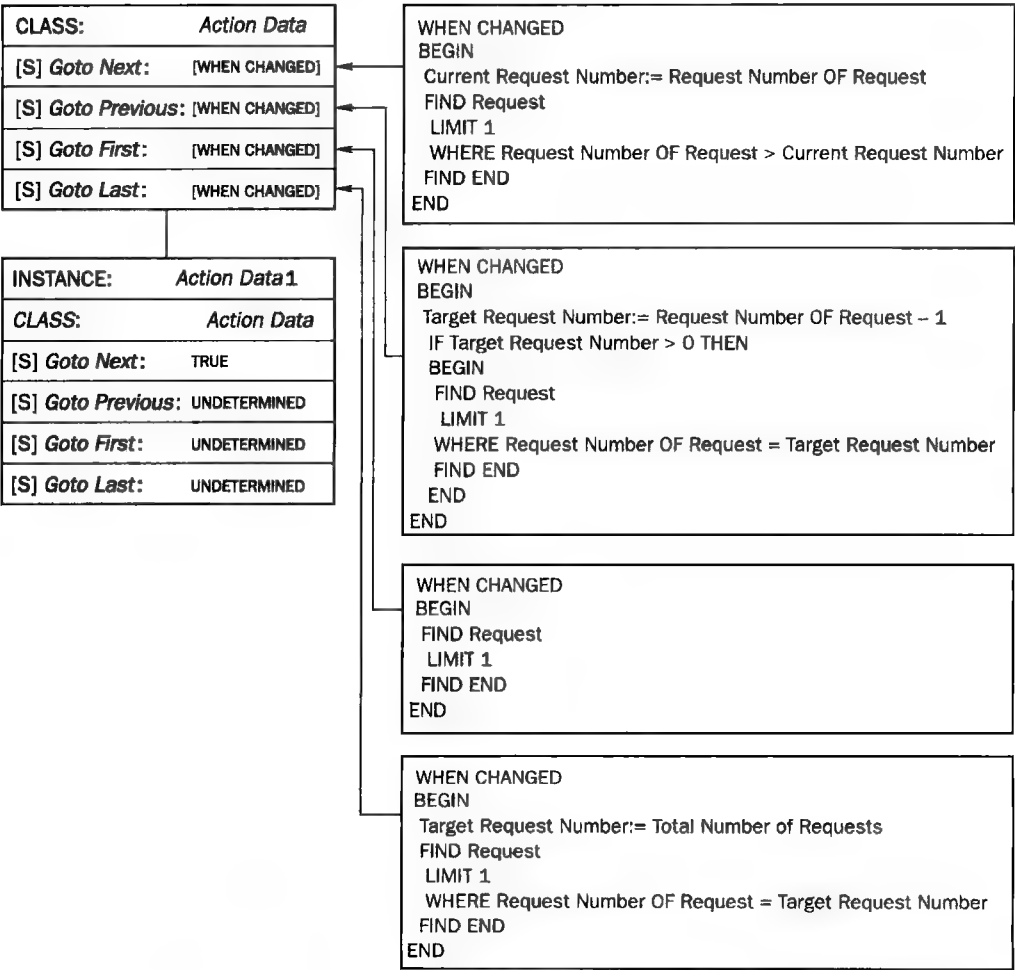 CLASS: Action Data
[S] Goto Next: [WHEN CHANGED]
[S] Goto Previous: [WHEN CHANGED]
[S] Goto First: [WHEN CHANGED]
[S] Goto Last: [WHEN CHANGED]
INSTANCE: Action Data1
CLASS: Action Data
[S] Goto Next: TRUE
[S] Goto Previous: UNDETERMINED
[S] Goto First: UNDETERMINED
[S] Goto Last: UNDETERMINED
WHEN CHANGED
BEGIN
Current Request Number:= Request Number OF Request
FIND Request
LIMIT 1
WHERE Request Number OF Request > Current Request Number
FIND END
END
WHEN CHANGED
BEGIN
Target Request Number:= Request Number OF Request – 1
IF Target Request Number > 0 THEN
BEGIN
FIND Request
LIMIT 1
WHERE Request Number OF Request = Target Request Number
FIND END
END
END
WHEN CHANGED
BEGIN
FIND Request
LIMIT 1
FIND END
END
WHEN CHANGED
BEGIN
Target Request Number:= Total Number of Requests
FIND Request
LIMIT 1
WHERE Request Number OF Request = Target Request Number
FIND END
END